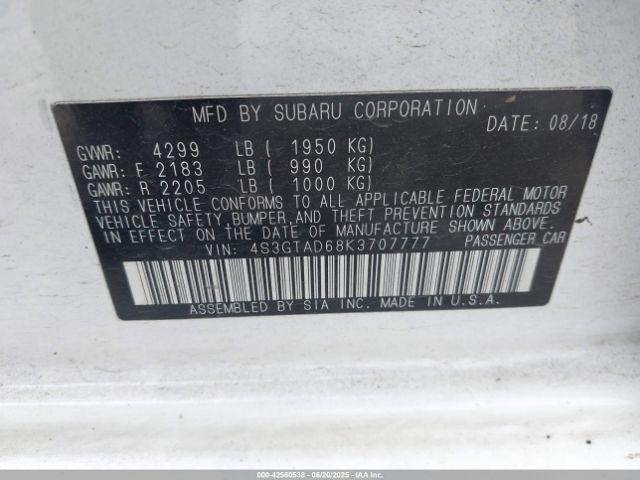 MFD BY SUBARU CORPORATION
DATE: 08/18
GVWR: 4299 LB ( 1950 KG)
GAWR: F 2183 LB ( 990 KG)
GAWR: R 2205 LB ( 1000 KG)
THIS VEHICLE CONFORMS TO ALL APPLICABLE FEDERAL MOTOR
VEHICLE SAFETY, BUMPER, AND THEFT PREVENTION STANDARDS
IN EFFECT ON THE DATE OF MANUFACTURE SHOWN ABOVE.
VIN: 4S3GTAD68K3707777 PASSENGER CAR
ASSEMBLED BY SIA INC. MADE IN U.S.A.
000-42560538 - 06/20/2025 - IAA Inc.